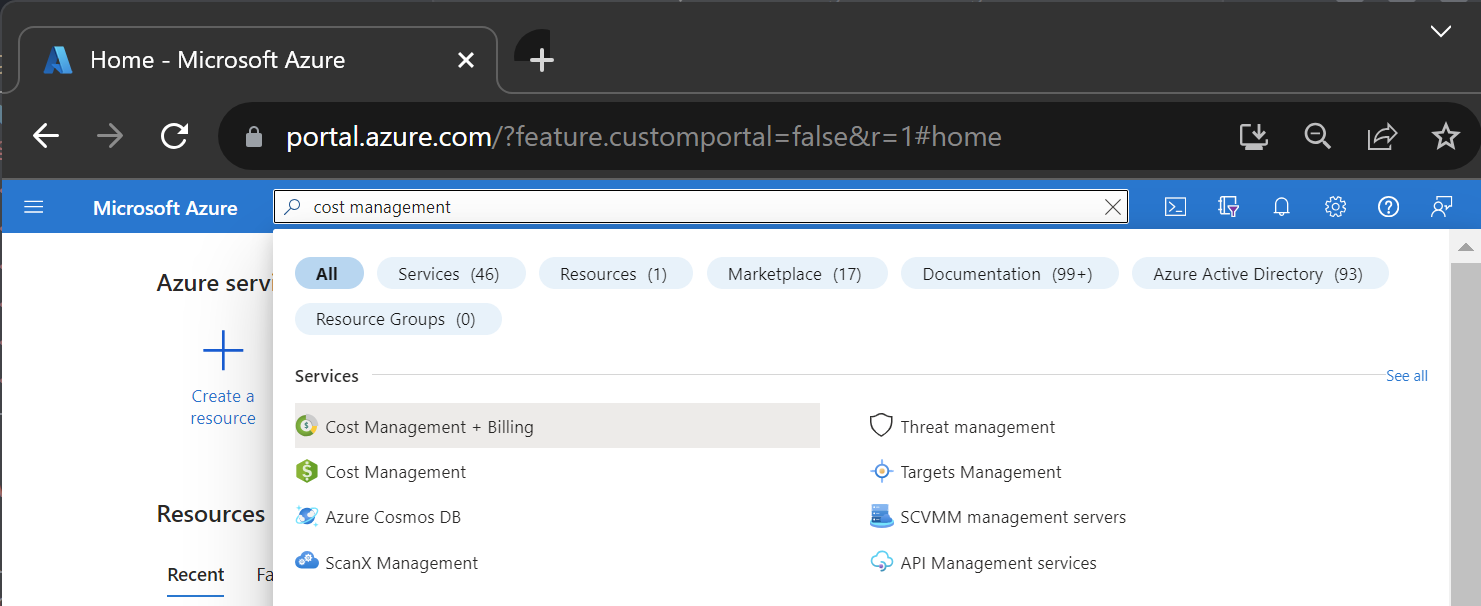 Home - Microsoft Azure
portal.azure.com/?feature.customportal=false&r=1#home
Microsoft Azure
cost management
Azure servi
All
Services (46)
Resources (1)
Marketplace (17)
Documentation (99+)
Azure Active Directory (93)
Resource Groups (0)
Create a
resource
Services
See all
Cost Management + Billing
Threat management
Cost Management
Targets Management
Azure Cosmos DB
SCVMM management servers
ScanX Management
API Management services
Resources
Recent
Fa